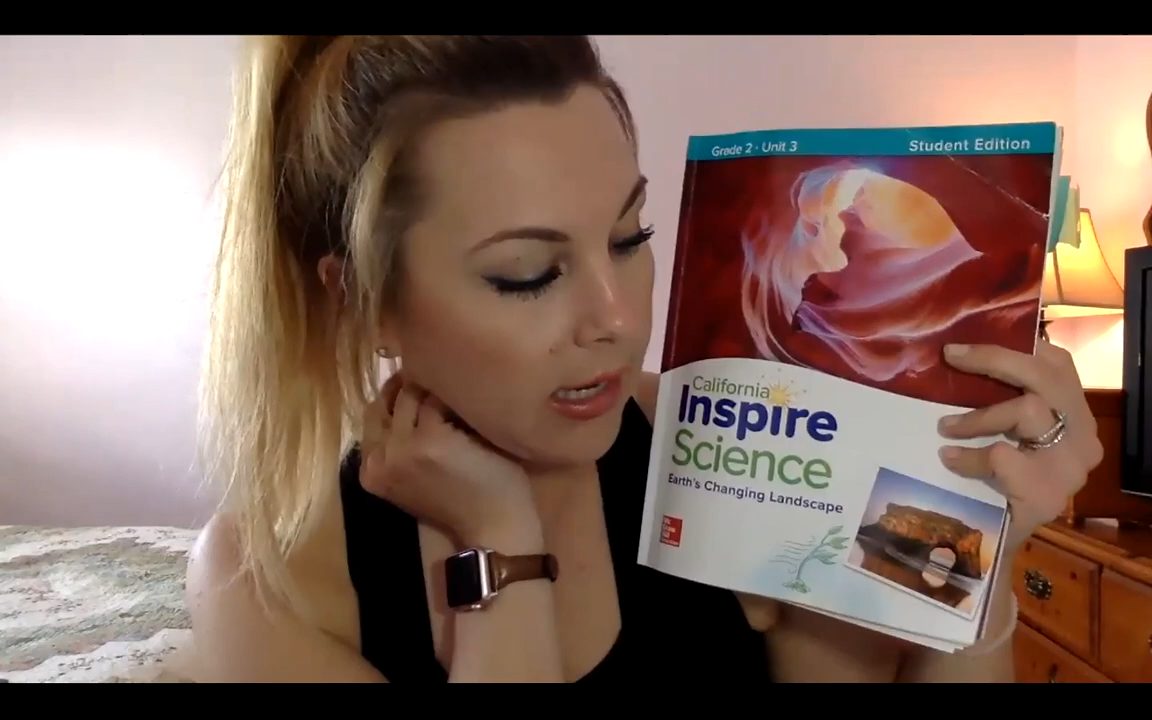 Grade 2 · Unit 3
Student Edition
California
Inspire
Science
Earth's Changing Landscape